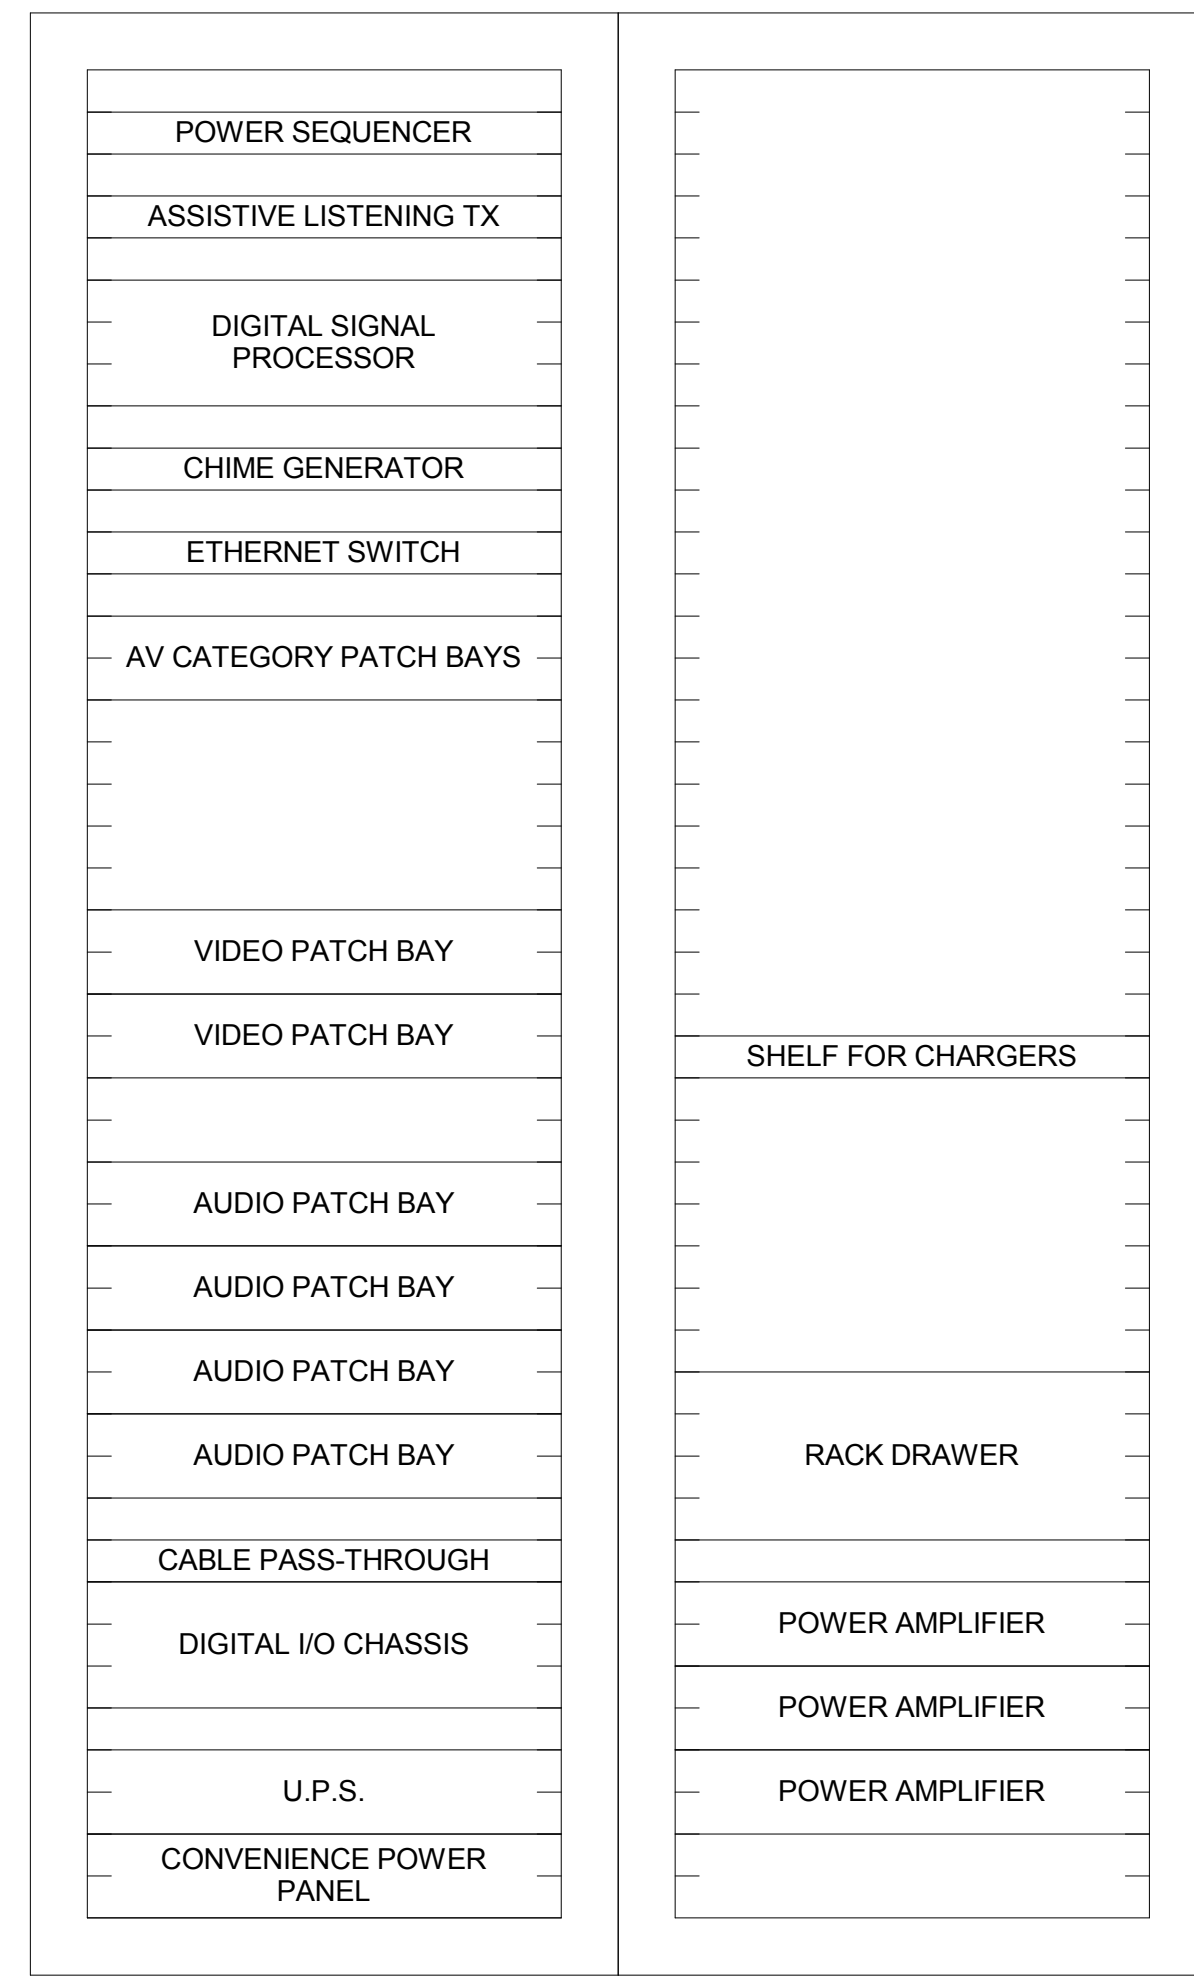 POWER SEQUENCER
ASSISTIVE LISTENING TX
DIGITAL SIGNAL
PROCESSOR
CHIME GENERATOR
ETHERNET SWITCH
AV CATEGORY PATCH BAYS
VIDEO PATCH BAY
VIDEO PATCH BAY
AUDIO PATCH BAY
AUDIO PATCH BAY
AUDIO PATCH BAY
AUDIO PATCH BAY
CABLE PASS-THROUGH
DIGITAL I/O CHASSIS
U.P.S.
CONVENIENCE POWER
PANEL
SHELF FOR CHARGERS
RACK DRAWER
POWER AMPLIFIER
POWER AMPLIFIER
POWER AMPLIFIER